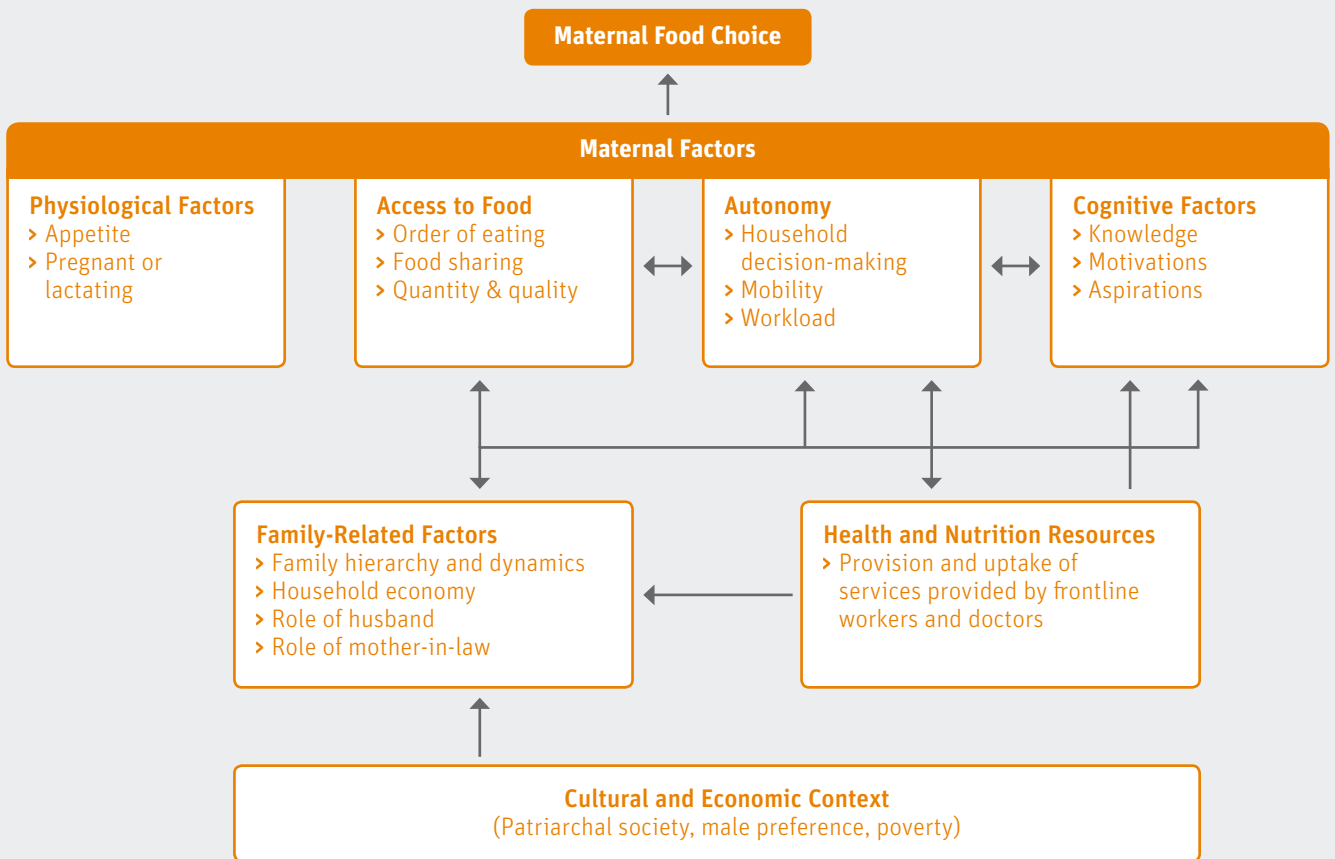 Maternal Food Choice
Maternal Factors
Physiological Factors
> Appetite
> Pregnant or
lactating
Access to Food
> Order of eating
> Food sharing
> Quantity & quality
Autonomy
> Household
decision-making
> Mobility
> Workload
Cognitive Factors
> Knowledge
> Motivations
> Aspirations
Family-Related Factors
> Family hierarchy and dynamics
> Household economy
> Role of husband
> Role of mother-in-law
Health and Nutrition Resources
> Provision and uptake of
services provided by frontline
workers and doctors
Cultural and Economic Context
(Patriarchal society, male preference, poverty)